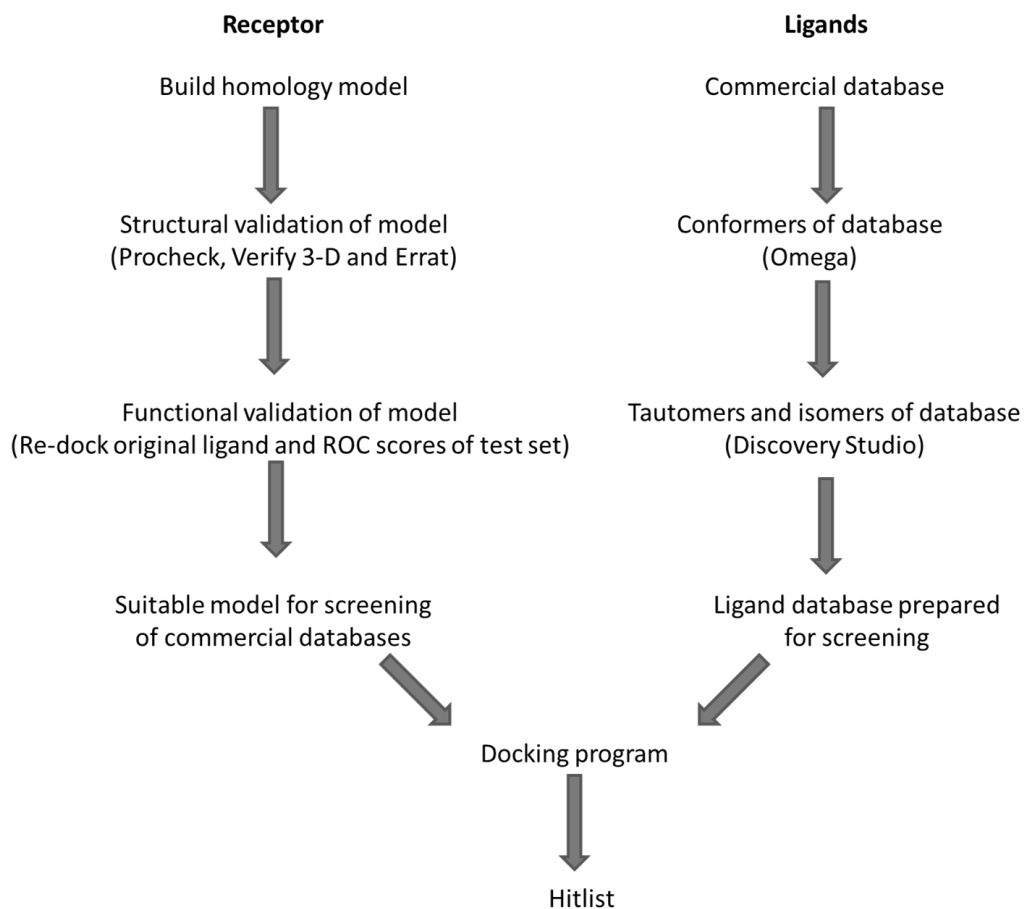 Receptor
Build homology model
Structural validation of model
(Procheck, Verify 3-D and Errat)
Functional validation of model
(Re-dock original ligand and ROC scores of test set)
Suitable model for screening
of commercial databases
Ligands
Commercial database
Conformers of database
(Omega)
Tautomers and isomers of database
(Discovery Studio)
Ligand database prepared
for screening
Docking program
Hitlist